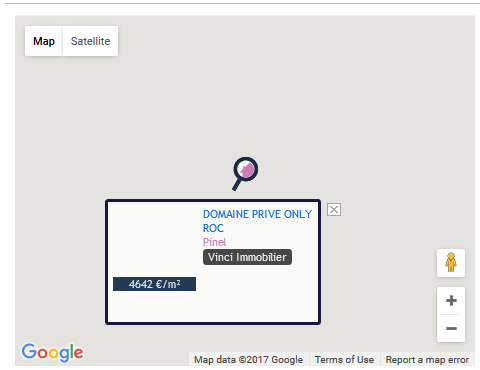 Map Satellite
DOMAINE PRIVE ONLY
ROC
Pinel
Vinci Immobilier
4642 €/m²
Google Map data ©2017 Google Terms of Use Report a map error